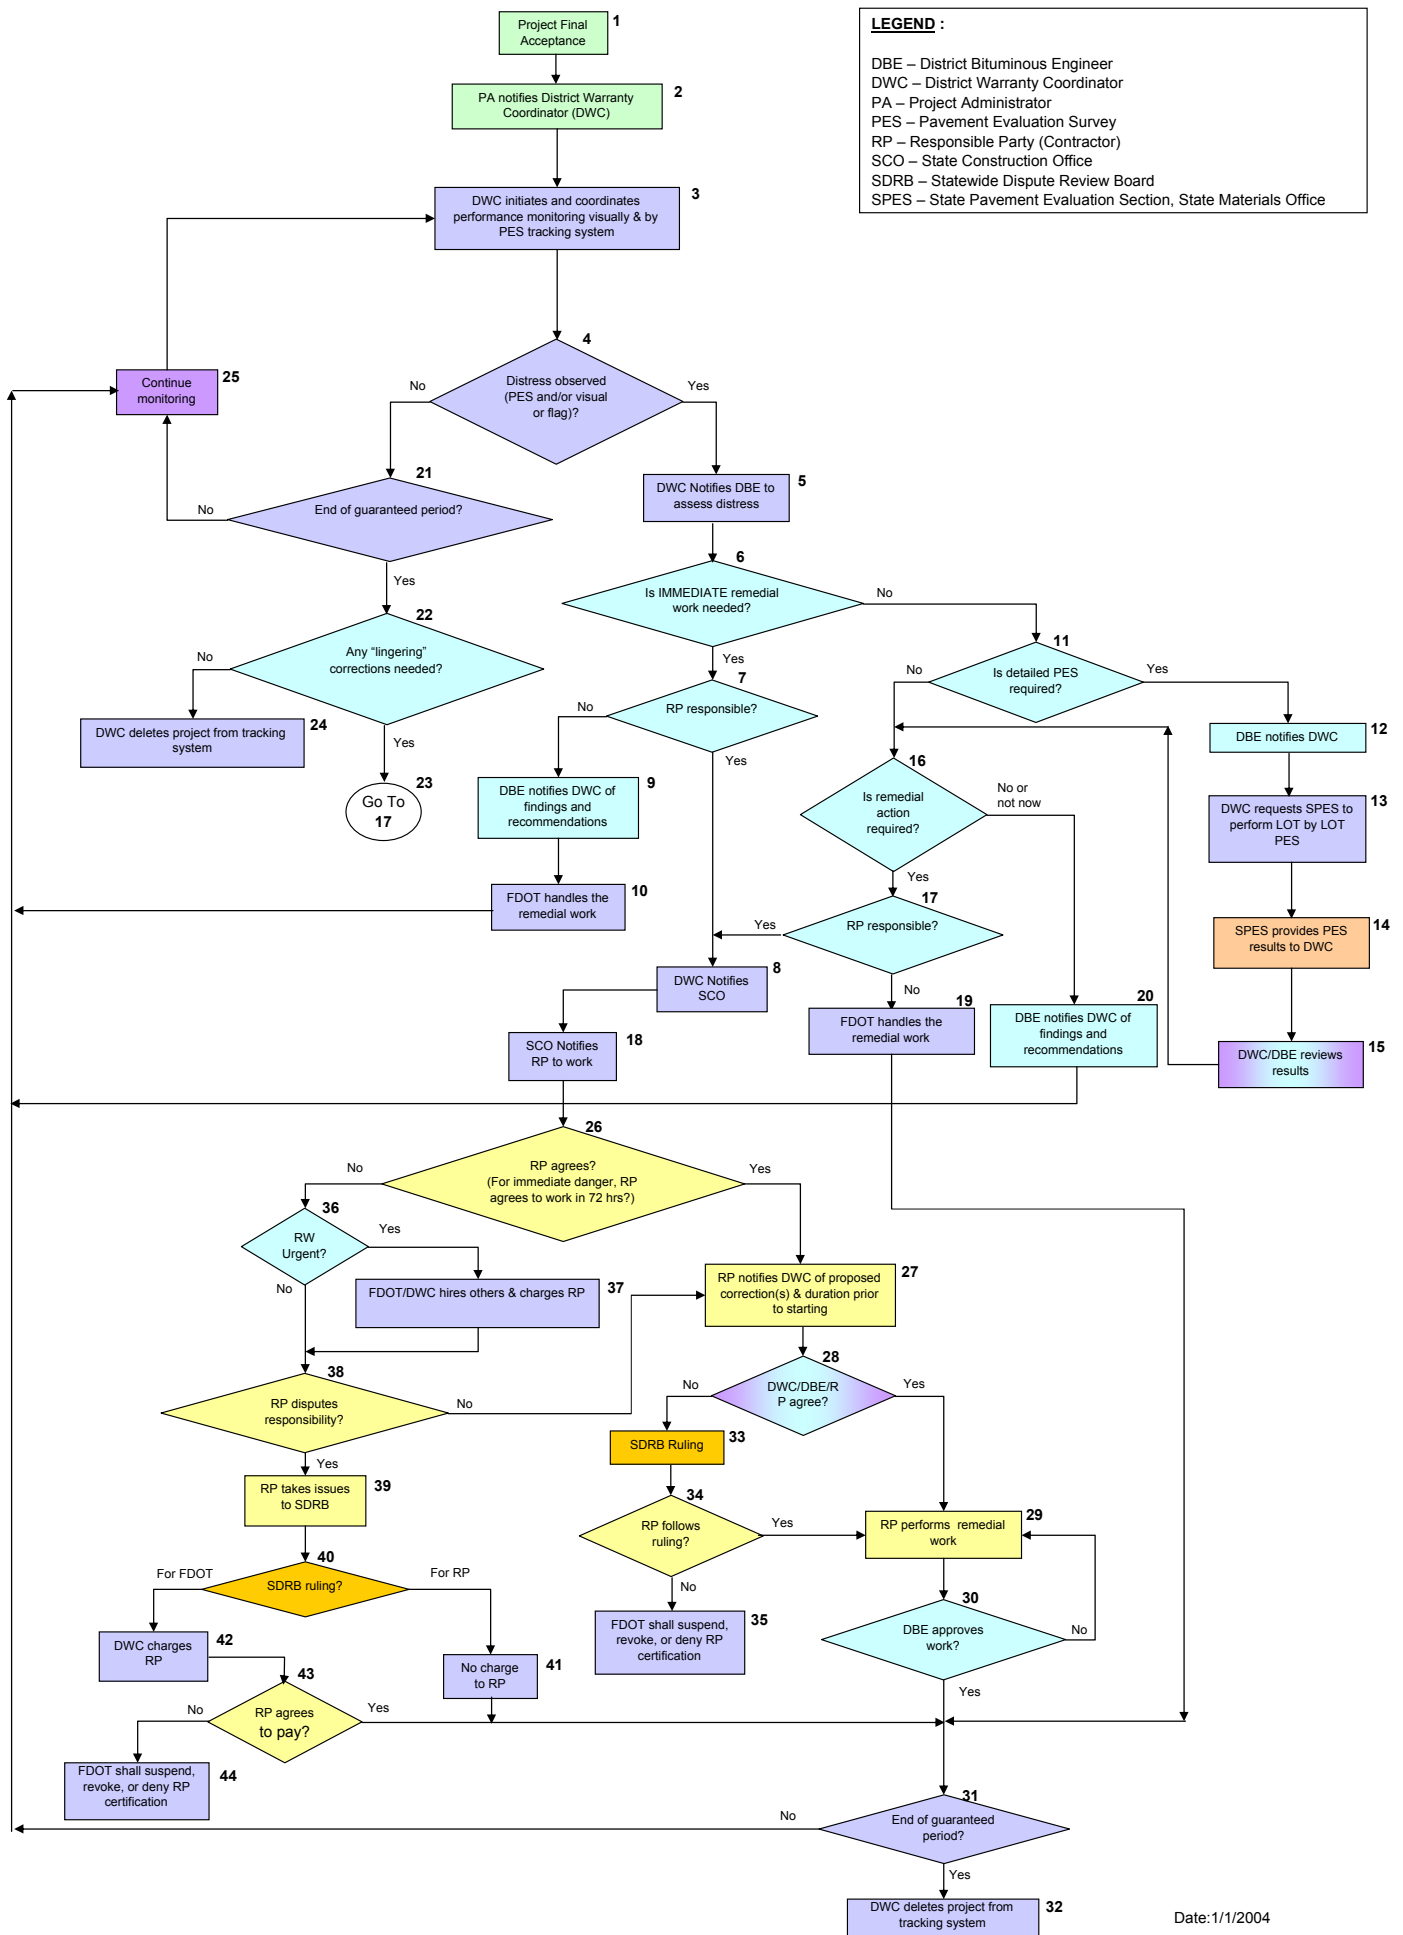 Project Final
Acceptance
1
LEGEND :
DBE – District Bituminous Engineer
DWC – District Warranty Coordinator
PA – Project Administrator
PES – Pavement Evaluation Survey
RP – Responsible Party (Contractor)
SCO – State Construction Office
SDRB – Statewide Dispute Review Board
SPES – State Pavement Evaluation Section, State Materials Office
PA notifies District Warranty
Coordinator (DWC)
2
DWC initiates and coordinates
performance monitoring visually & by
PES tracking system
3
4
Distress observed
(PES and/or visual
or flag)?
No
Yes
Continue
monitoring
25
21
End of guaranteed period?
No
Yes
DWC Notifies DBE to
assess distress
5
6
Is IMMEDIATE remedial
work needed?
No
Yes
22
Any “lingering”
corrections needed?
No
Yes
DWC deletes project from tracking
system
24
23
Go To
17
7
RP responsible?
No
Yes
11
Is detailed PES
required?
No
Yes
DBE notifies DWC
12
DWC requests SPES to
perform LOT by LOT
PES
13
SPES provides PES
results to DWC
14
DWC/DBE reviews
results
15
16
Is remedial
action
required?
No or
not now
Yes
DBE notifies DWC of
findings and
recommendations
9
FDOT handles the
remedial work
10
17
RP responsible?
Yes
No
DWC Notifies
SCO
8
SCO Notifies
RP to work
18
FDOT handles the
remedial work
19
DBE notifies DWC of
findings and
recommendations
20
26
RP agrees?
(For immediate danger, RP
agrees to work in 72 hrs?)
No
Yes
36
RW
Urgent?
Yes
No
FDOT/DWC hires others & charges RP
37
RP notifies DWC of proposed
correction(s) & duration prior
to starting
27
28
DWC/DBE/R
P agree?
No
Yes
38
RP disputes
responsibility?
No
Yes
SDRB Ruling
33
34
RP follows
ruling?
Yes
No
RP performs remedial
work
29
RP takes issues
to SDRB
39
40
SDRB ruling?
For FDOT
For RP
FDOT shall suspend,
revoke, or deny RP
certification
35
30
DBE approves
work?
No
Yes
DWC charges
RP
42
No charge
to RP
41
43
RP agrees
to pay?
No
Yes
FDOT shall suspend,
revoke, or deny RP
certification
44
31
End of guaranteed
period?
No
Yes
DWC deletes project from
tracking system
32
Date:1/1/2004